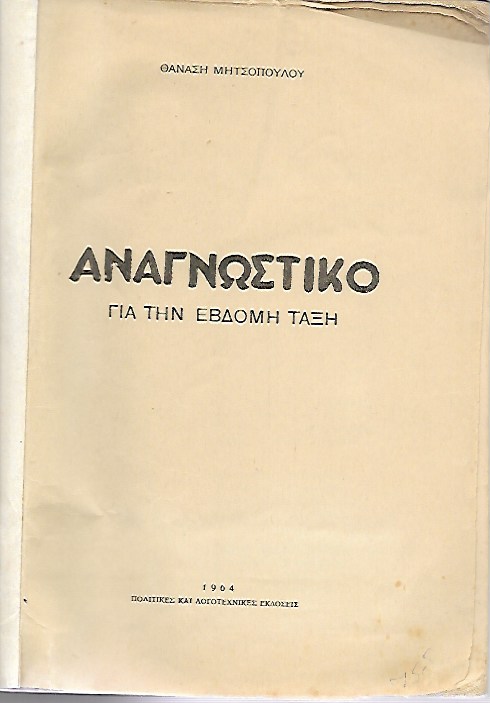 ΘΑΝΑΣΗ ΜΗΤΣΟΠΟΥΛΟΥ
ΑΝΑΓΝΩΣΤΙΚΟ
ΓΙΑ ΤΗΝ ΕΒΔΟΜΗ ΤΑΞΗ
1964
ΠΟΛΙΤΙΚΕΣ ΚΑΙ ΛΟΓΟΤΕΧΝΙΚΕΣ ΕΚΔΟΣΕΙΣ